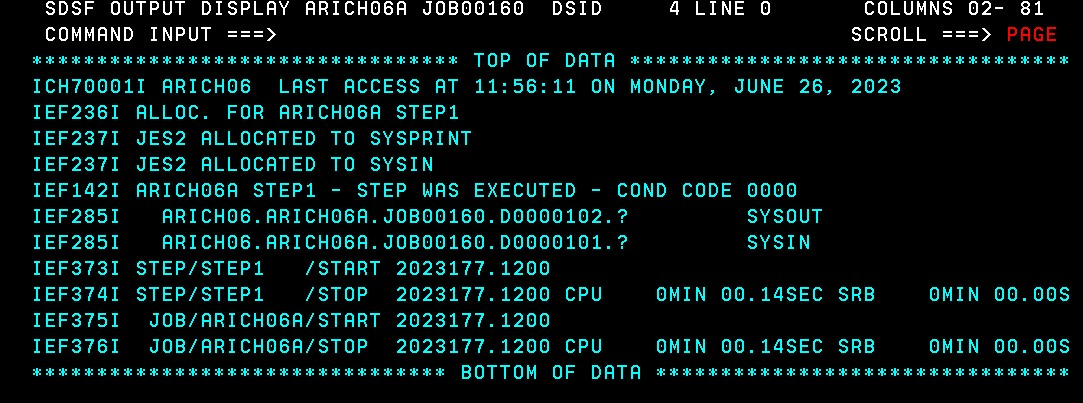 SDSF OUTPUT DISPLAY ARICH06A JOB00160  DSID     4 LINE 0       COLUMNS 02- 81
COMMAND INPUT ===>                                            SCROLL ===> PAGE
********************************* TOP OF DATA **********************************
ICH70001I ARICH06  LAST ACCESS AT 11:56:11 ON MONDAY, JUNE 26, 2023
IEF236I ALLOC. FOR ARICH06A STEP1
IEF237I JES2 ALLOCATED TO SYSPRINT
IEF237I JES2 ALLOCATED TO SYSIN
IEF142I ARICH06A STEP1 - STEP WAS EXECUTED - COND CODE 0000
IEF285I   ARICH06.ARICH06A.JOB00160.D0000102.?         SYSOUT
IEF285I   ARICH06.ARICH06A.JOB00160.D0000101.?         SYSIN
IEF373I STEP/STEP1   /START 2023177.1200
IEF374I STEP/STEP1   /STOP  2023177.1200 CPU    0MIN 00.14SEC SRB    0MIN 00.00S
IEF375I  JOB/ARICH06A/START 2023177.1200
IEF376I  JOB/ARICH06A/STOP  2023177.1200 CPU    0MIN 00.14SEC SRB    0MIN 00.00S
******************************** BOTTOM OF DATA ********************************